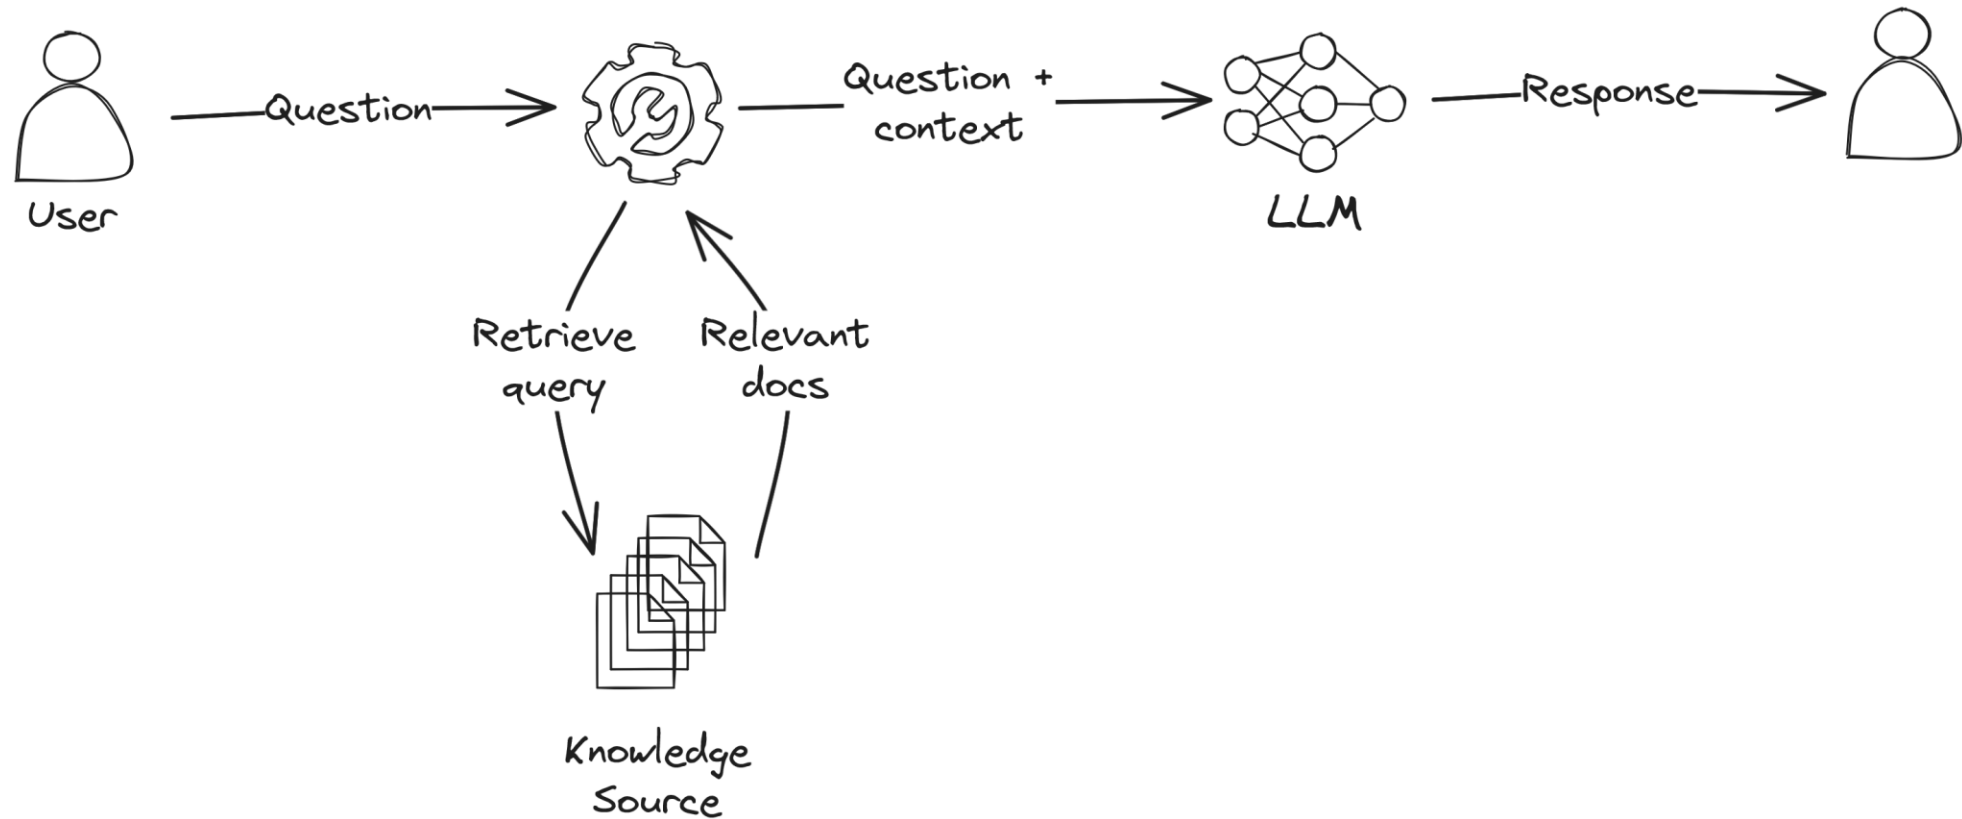 Question
Question +
context
Response
User
LLM
Retrieve
query
Relevant
docs
Knowledge
Source